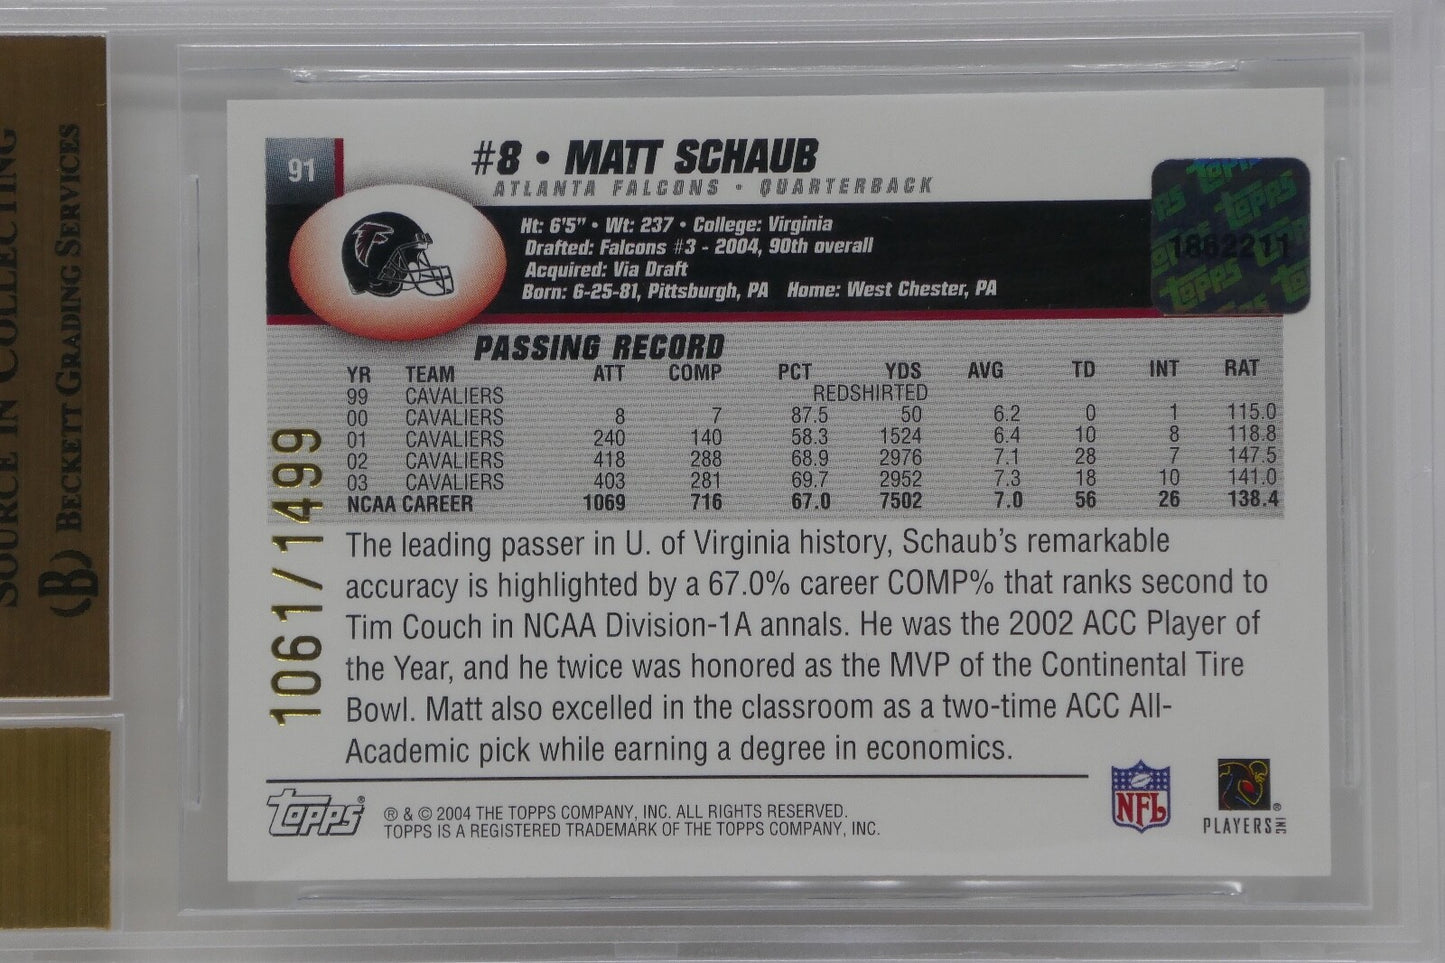 SOURCE IN COLLECTING
BECKETT GRADING SERVICES
B
91
#8 • MATT SCHAUB
ATLANTA FALCONS • QUARTERBACK
Ht: 6'5" • Wt: 237 • College: Virginia
Drafted: Falcons #3 - 2004, 90th overall
Acquired: Via Draft
Born: 6-25-81, Pittsburgh, PA Home: West Chester, PA
TOPPS
1862211
PASSING RECORD
YR TEAM ATT COMP PCT YDS AVG TD INT RAT
99 CAVALIERS REDSHIRTED
00 CAVALIERS 8 7 87.5 50 6.2 0 1 115.0
01 CAVALIERS 240 140 58.3 1524 6.4 10 8 118.8
02 CAVALIERS 418 288 68.9 2976 7.1 28 7 147.5
03 CAVALIERS 403 281 69.7 2952 7.3 18 10 141.0
NCAA CAREER 1069 716 67.0 7502 7.0 56 26 138.4
1061/1499
The leading passer in U. of Virginia history, Schaub's remarkable
accuracy is highlighted by a 67.0% career COMP% that ranks second to
Tim Couch in NCAA Division-1A annals. He was the 2002 ACC Player of
the Year, and he twice was honored as the MVP of the Continental Tire
Bowl. Matt also excelled in the classroom as a two-time ACC All-
Academic pick while earning a degree in economics.
Topps®
® & © 2004 THE TOPPS COMPANY, INC. ALL RIGHTS RESERVED.
TOPPS IS A REGISTERED TRADEMARK OF THE TOPPS COMPANY, INC.
NFL
PLAYERS INC